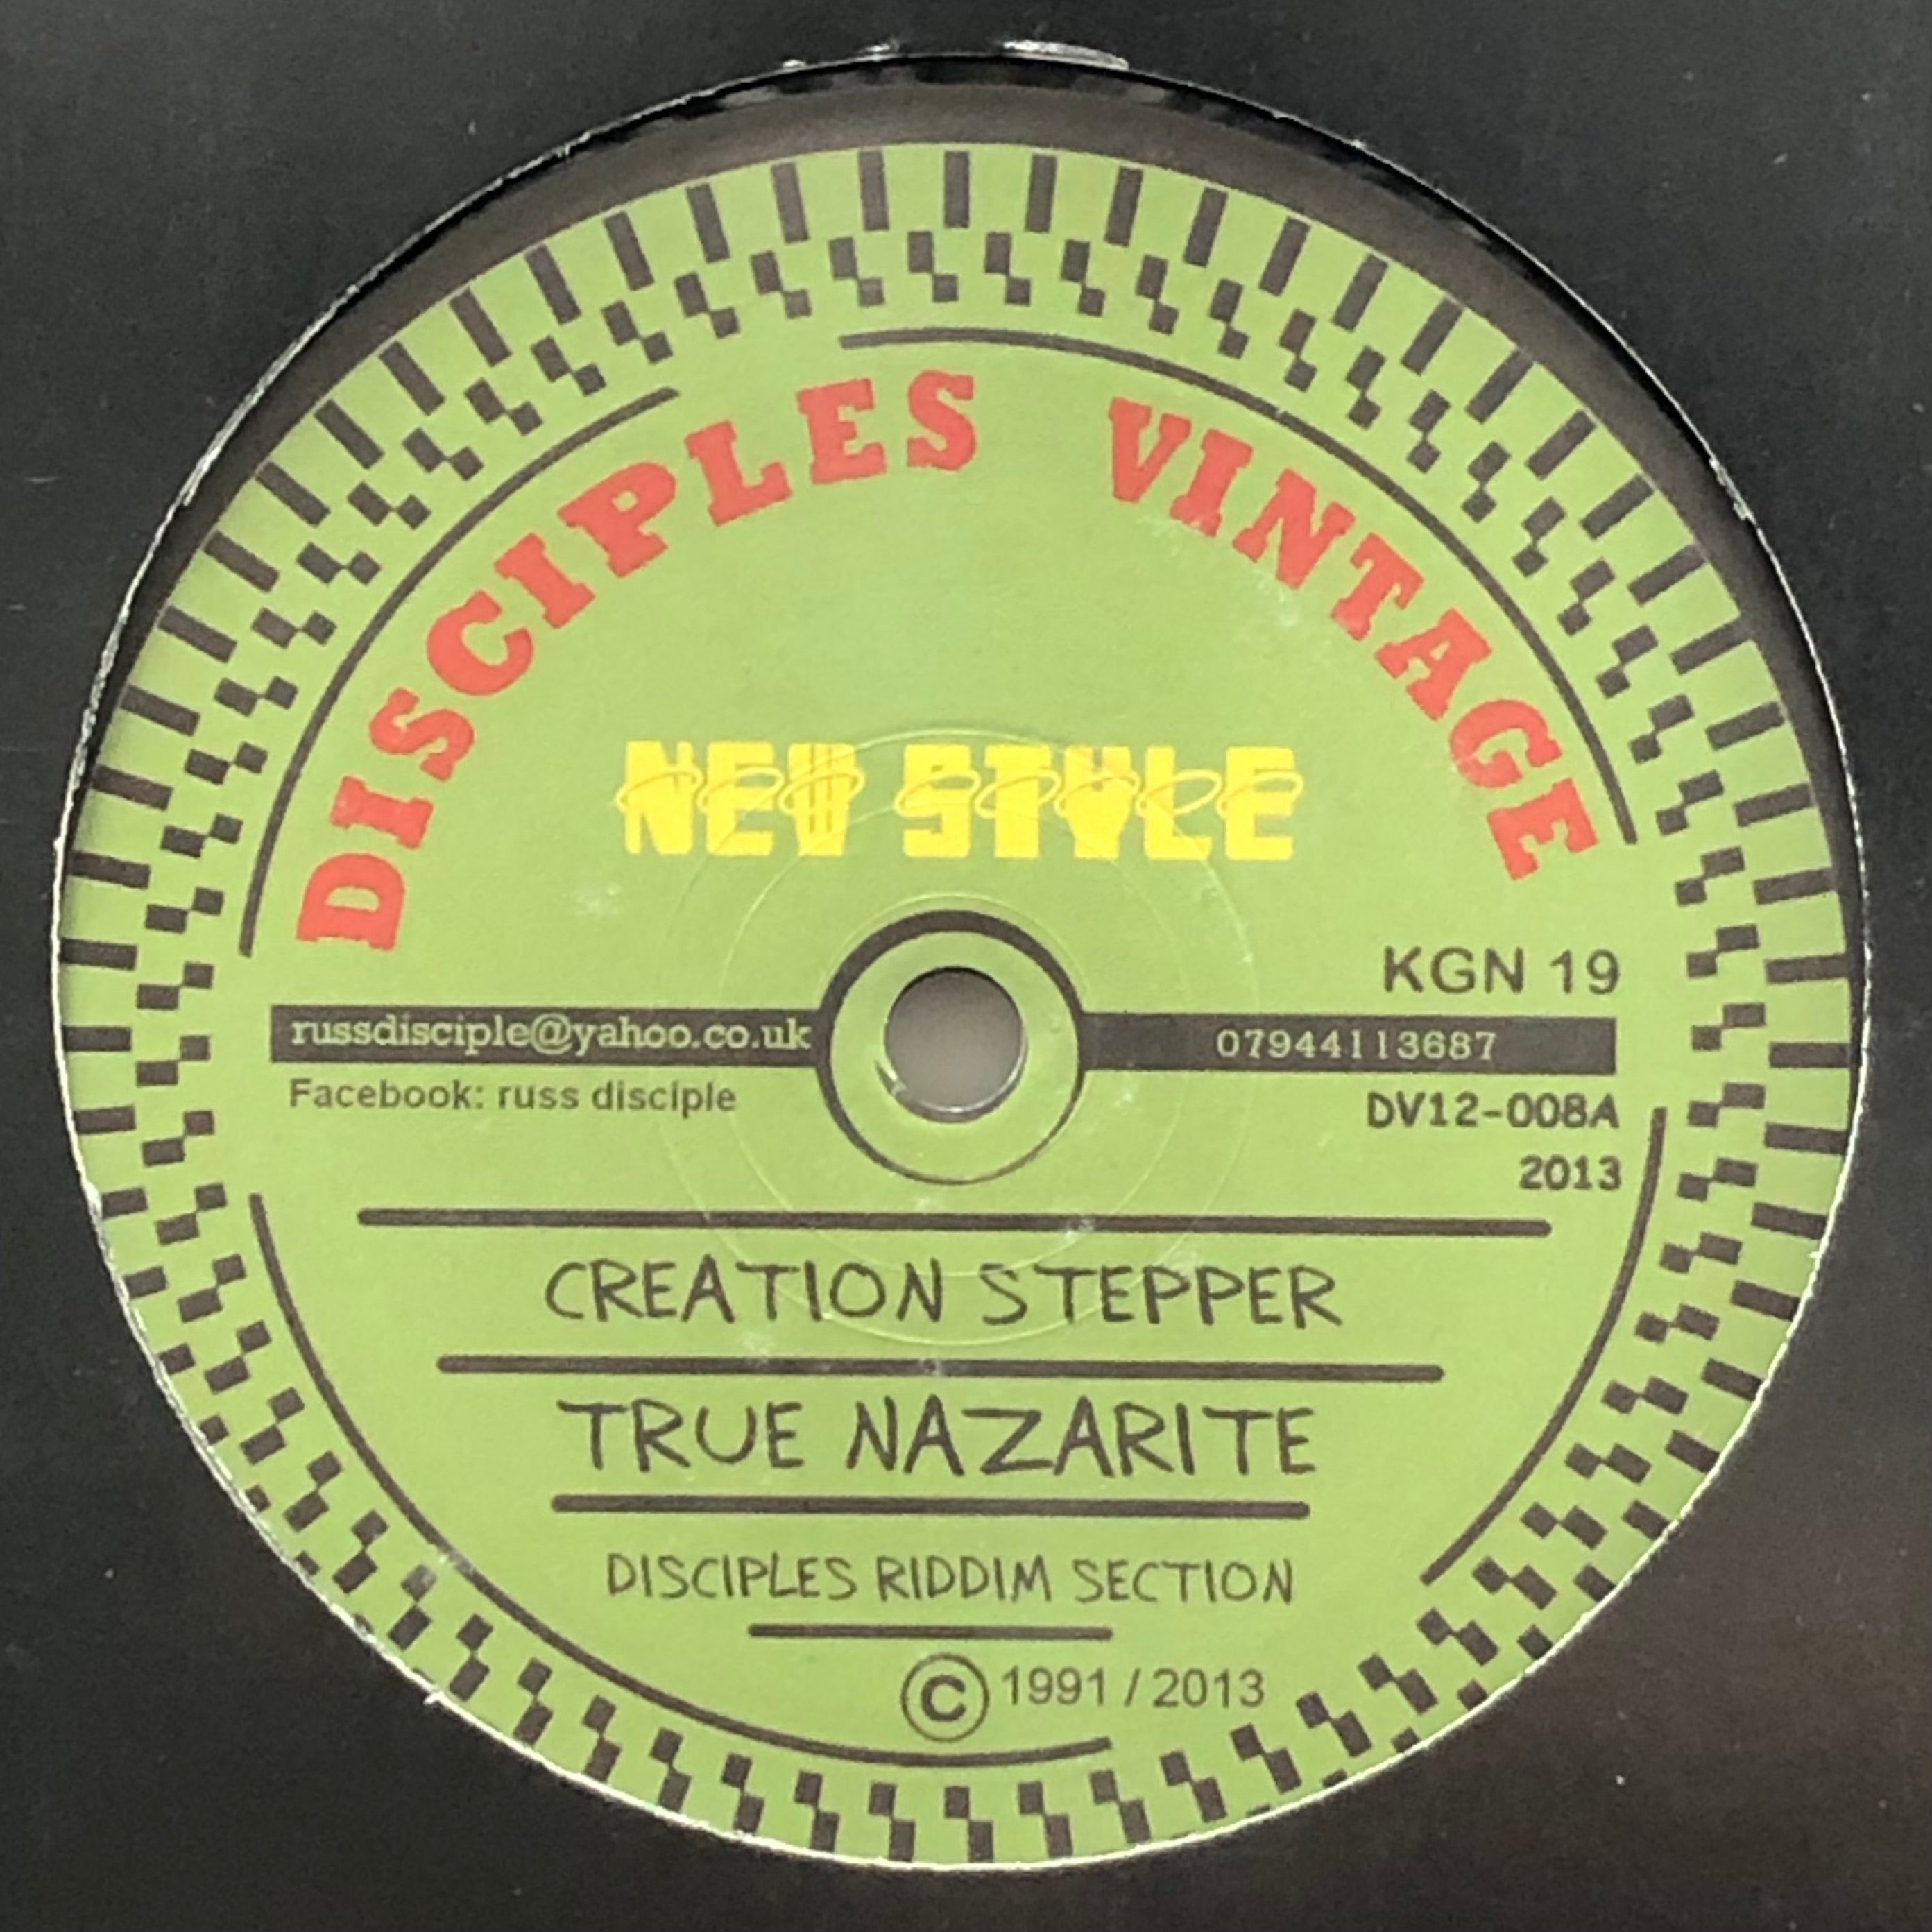 DISCIPLES VINTAGE
NEW STYLE
KGN 19
russdisciple@yahoo.co.uk
07944113687
Facebook: russ disciple
DV12-008A
2013
CREATION STEPPER
TRUE NAZARITE
DISCIPLES RIDDIM SECTION
© 1991 / 2013